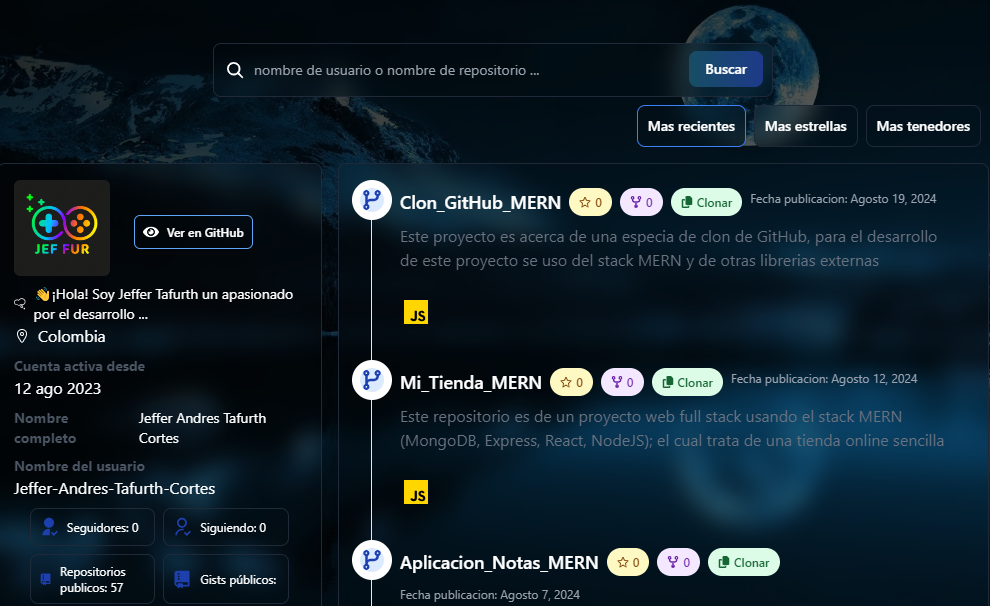 nombre de usuario o nombre de repositorio ...
Buscar
Mas recientes
Mas estrellas
Mas tenedores
JEF FUR
Ver en GitHub
👋¡Hola! Soy Jeffer Tafurth un apasionado
por el desarrollo ...
Colombia
Cuenta activa desde
12 ago 2023
Nombre
completo
Jeffer Andres Tafurth
Cortes
Nombre del usuario
Jeffer-Andres-Tafurth-Cortes
Seguidores: 0
Siguiendo: 0
Repositorios
publicos: 57
Gists públicos:
Clon_GitHub_MERN
0
0
Clonar
Fecha publicacion: Agosto 19, 2024
Este proyecto es acerca de una especia de clon de GitHub, para el desarrollo
de este proyecto se uso del stack MERN y de otras librerias externas
JS
Mi_Tienda_MERN
0
0
Clonar
Fecha publicacion: Agosto 12, 2024
Este repositorio es de un proyecto web full stack usando el stack MERN
(MongoDB, Express, React, NodeJS); el cual trata de una tienda online sencilla
JS
Aplicacion_Notas_MERN
0
0
Clonar
Fecha publicacion: Agosto 7, 2024